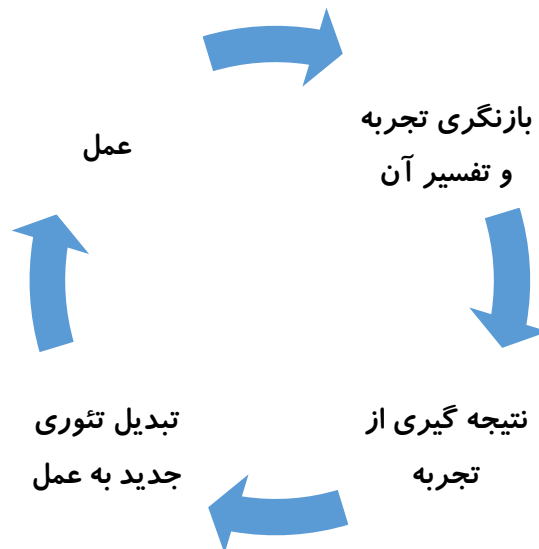 عمل
بازنگری تجربه
و تفسیر آن
نتیجه گیری از
تجربه
تبدیل تئوری
جدید به عمل